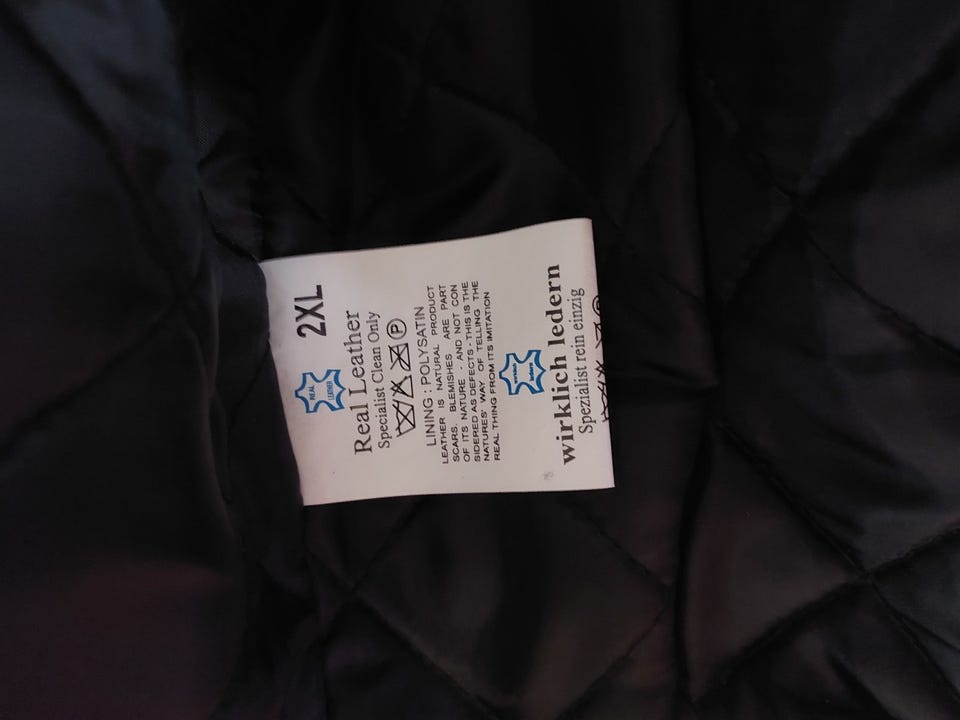 2XL
REAL
LEATHER
Real Leather
Specialist Clean Only
P
LINING : POLYSATIN
LEATHER IS NATURAL PRODUCT
SCARS, BLEMISHES ARE PART
OF ITS NATURE - AND NOT CON
SIDERED AS DEFECTS - THIS IS THE
NATURES' WAY OF TELLING THE
REAL THING FROM ITS IMITATION
wirklich ledern
Spezialist rein einzig